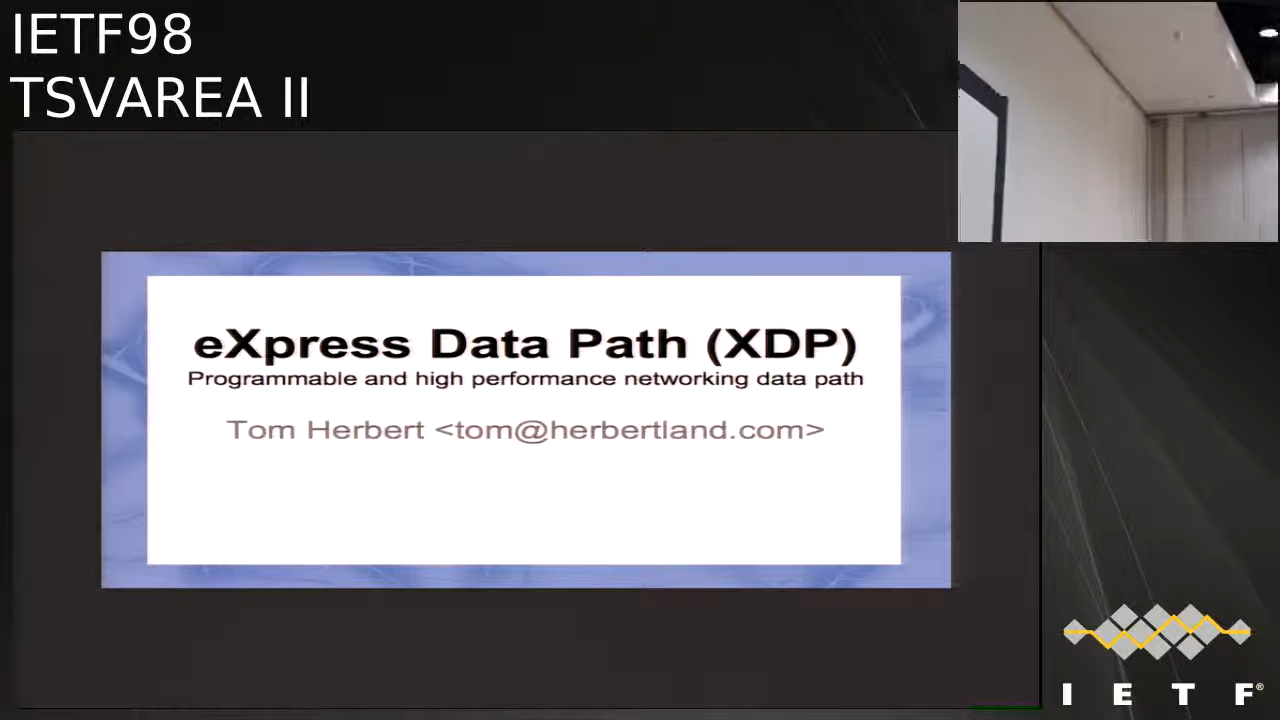 IETF98
TSVAREA II
eXpress Data Path (XDP)
Programmable and high performance networking data path
Tom Herbert <tom@herbertland.com>
I E T F®